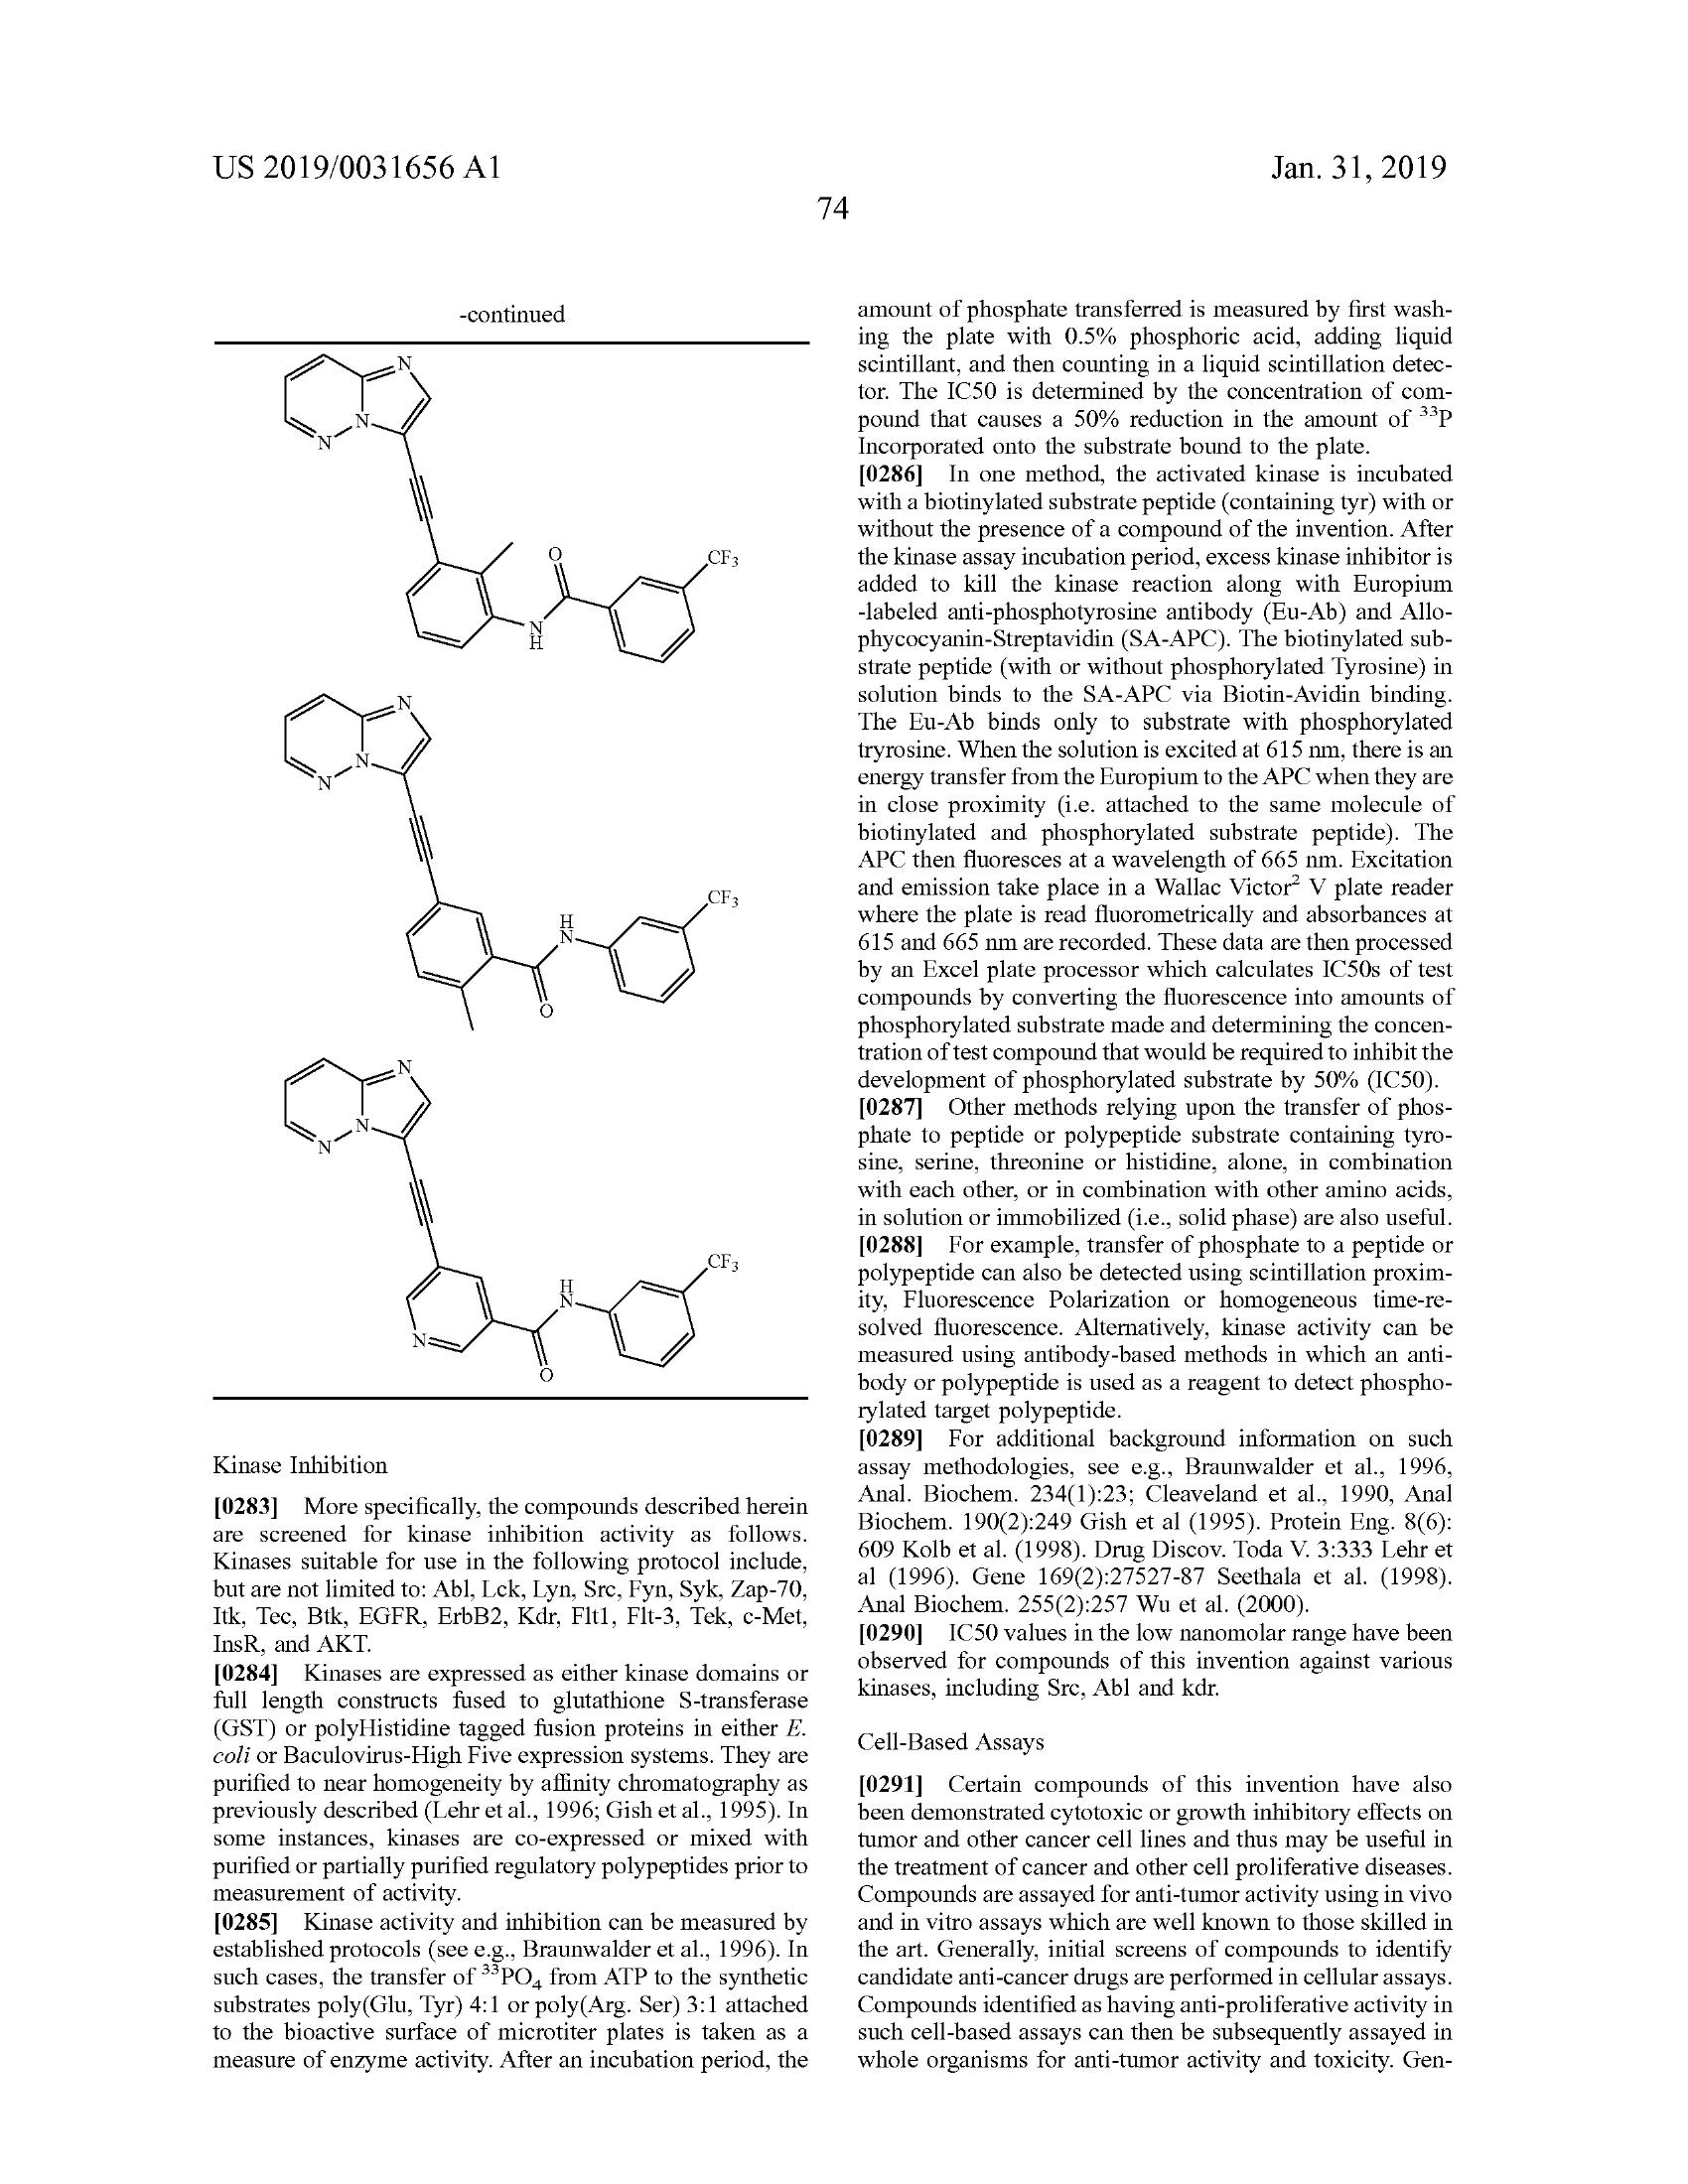 US 2019/0031656 A1
Jan. 31, 2019
74
-continued
N
N
N
O
CF3
N
H
N
N
N
CF3
H
N
O
N
N
N
CF3
H
N
N
O
Kinase Inhibition
[0283] More specifically, the compounds described herein
are screened for kinase inhibition activity as follows.
Kinases suitable for use in the following protocol include,
but are not limited to: Abl, Lck, Lyn, Src, Fyn, Syk, Zap-70,
Itk, Tec, Btk, EGFR, ErbB2, Kdr, Flt1, Flt-3, Tek, c-Met,
InsR, and AKT.
[0284] Kinases are expressed as either kinase domains or
full length constructs fused to glutathione S-transferase
(GST) or polyHistidine tagged fusion proteins in either E.
coli or Baculovirus-High Five expression systems. They are
purified to near homogeneity by affinity chromatography as
previously described (Lehr et al., 1996; Gish et al., 1995). In
some instances, kinases are co-expressed or mixed with
purified or partially purified regulatory polypeptides prior to
measurement of activity.
[0285] Kinase activity and inhibition can be measured by
established protocols (see e.g., Braunwalder et al., 1996). In
such cases, the transfer of ³³PO₄ from ATP to the synthetic
substrates poly(Glu, Tyr) 4:1 or poly(Arg. Ser) 3:1 attached
to the bioactive surface of microtiter plates is taken as a
measure of enzyme activity. After an incubation period, the
amount of phosphate transferred is measured by first wash-
ing the plate with 0.5% phosphoric acid, adding liquid
scintillant, and then counting in a liquid scintillation detec-
tor. The IC50 is determined by the concentration of com-
pound that causes a 50% reduction in the amount of ³³P
Incorporated onto the substrate bound to the plate.
[0286] In one method, the activated kinase is incubated
with a biotinylated substrate peptide (containing tyr) with or
without the presence of a compound of the invention. After
the kinase assay incubation period, excess kinase inhibitor is
added to kill the kinase reaction along with Europium
-labeled anti-phosphotyrosine antibody (Eu-Ab) and Allo-
phycocyanin-Streptavidin (SA-APC). The biotinylated sub-
strate peptide (with or without phosphorylated Tyrosine) in
solution binds to the SA-APC via Biotin-Avidin binding.
The Eu-Ab binds only to substrate with phosphorylated
tryrosine. When the solution is excited at 615 nm, there is an
energy transfer from the Europium to the APC when they are
in close proximity (i.e. attached to the same molecule of
biotinylated and phosphorylated substrate peptide). The
APC then fluoresces at a wavelength of 665 nm. Excitation
and emission take place in a Wallac Victor² V plate reader
where the plate is read fluorometrically and absorbances at
615 and 665 nm are recorded. These data are then processed
by an Excel plate processor which calculates IC50s of test
compounds by converting the fluorescence into amounts of
phosphorylated substrate made and determining the concen-
tration of test compound that would be required to inhibit the
development of phosphorylated substrate by 50% (IC50).
[0287] Other methods relying upon the transfer of phos-
phate to peptide or polypeptide substrate containing tyro-
sine, serine, threonine or histidine, alone, in combination
with each other, or in combination with other amino acids,
in solution or immobilized (i.e., solid phase) are also useful.
[0288] For example, transfer of phosphate to a peptide or
polypeptide can also be detected using scintillation proxim-
ity, Fluorescence Polarization or homogeneous time-re-
solved fluorescence. Alternatively, kinase activity can be
measured using antibody-based methods in which an anti-
body or polypeptide is used as a reagent to detect phospho-
rylated target polypeptide.
[0289] For additional background information on such
assay methodologies, see e.g., Braunwalder et al., 1996,
Anal. Biochem. 234(1):23; Cleaveland et al., 1990, Anal
Biochem. 190(2):249 Gish et al (1995). Protein Eng. 8(6):
609 Kolb et al. (1998). Drug Discov. Toda V. 3:333 Lehr et
al (1996). Gene 169(2):27527-87 Seethala et al. (1998).
Anal Biochem. 255(2):257 Wu et al. (2000).
[0290] IC50 values in the low nanomolar range have been
observed for compounds of this invention against various
kinases, including Src, Abl and kdr.
Cell-Based Assays
[0291] Certain compounds of this invention have also
been demonstrated cytotoxic or growth inhibitory effects on
tumor and other cancer cell lines and thus may be useful in
the treatment of cancer and other cell proliferative diseases.
Compounds are assayed for anti-tumor activity using in vivo
and in vitro assays which are well known to those skilled in
the art. Generally, initial screens of compounds to identify
candidate anti-cancer drugs are performed in cellular assays.
Compounds identified as having anti-proliferative activity in
such cell-based assays can then be subsequently assayed in
whole organisms for anti-tumor activity and toxicity. Gen-